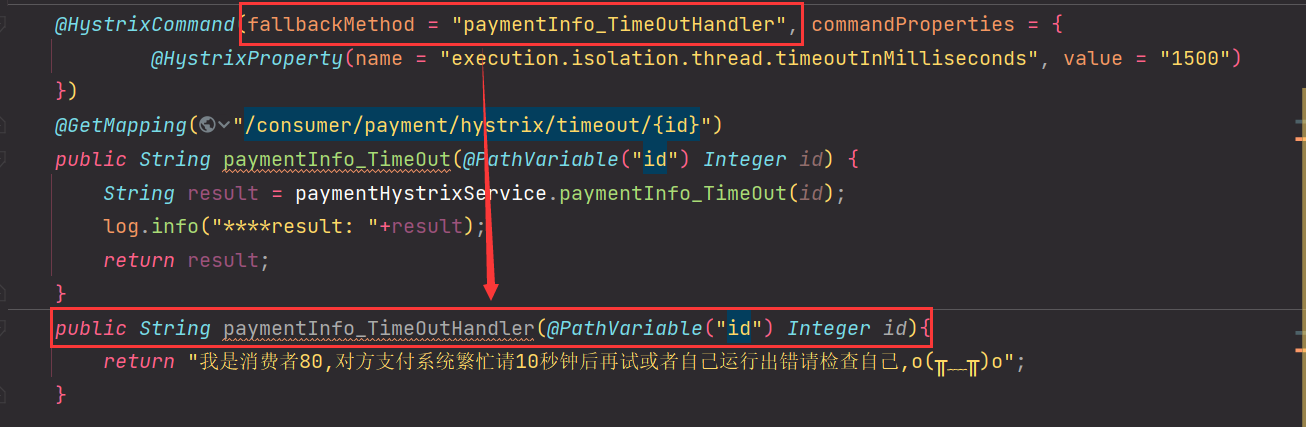 @HystrixCommand(fallbackMethod = "paymentInfo_TimeOutHandler", commandProperties = {
@HystrixProperty(name = "execution.isolation.thread.timeoutInMilliseconds", value = "1500")
})
@GetMapping("/consumer/payment/hystrix/timeout/{id}")
public String paymentInfo_TimeOut(@PathVariable("id") Integer id) {
String result = paymentHystrixService.paymentInfo_TimeOut(id);
log.info("****result: "+result);
return result;
}
public String paymentInfo_TimeOutHandler(@PathVariable("id") Integer id){
return "我是消费者80,对方支付系统繁忙请10秒钟后再试或者自己运行出错请检查自己,o(╥﹏╥)o";
}